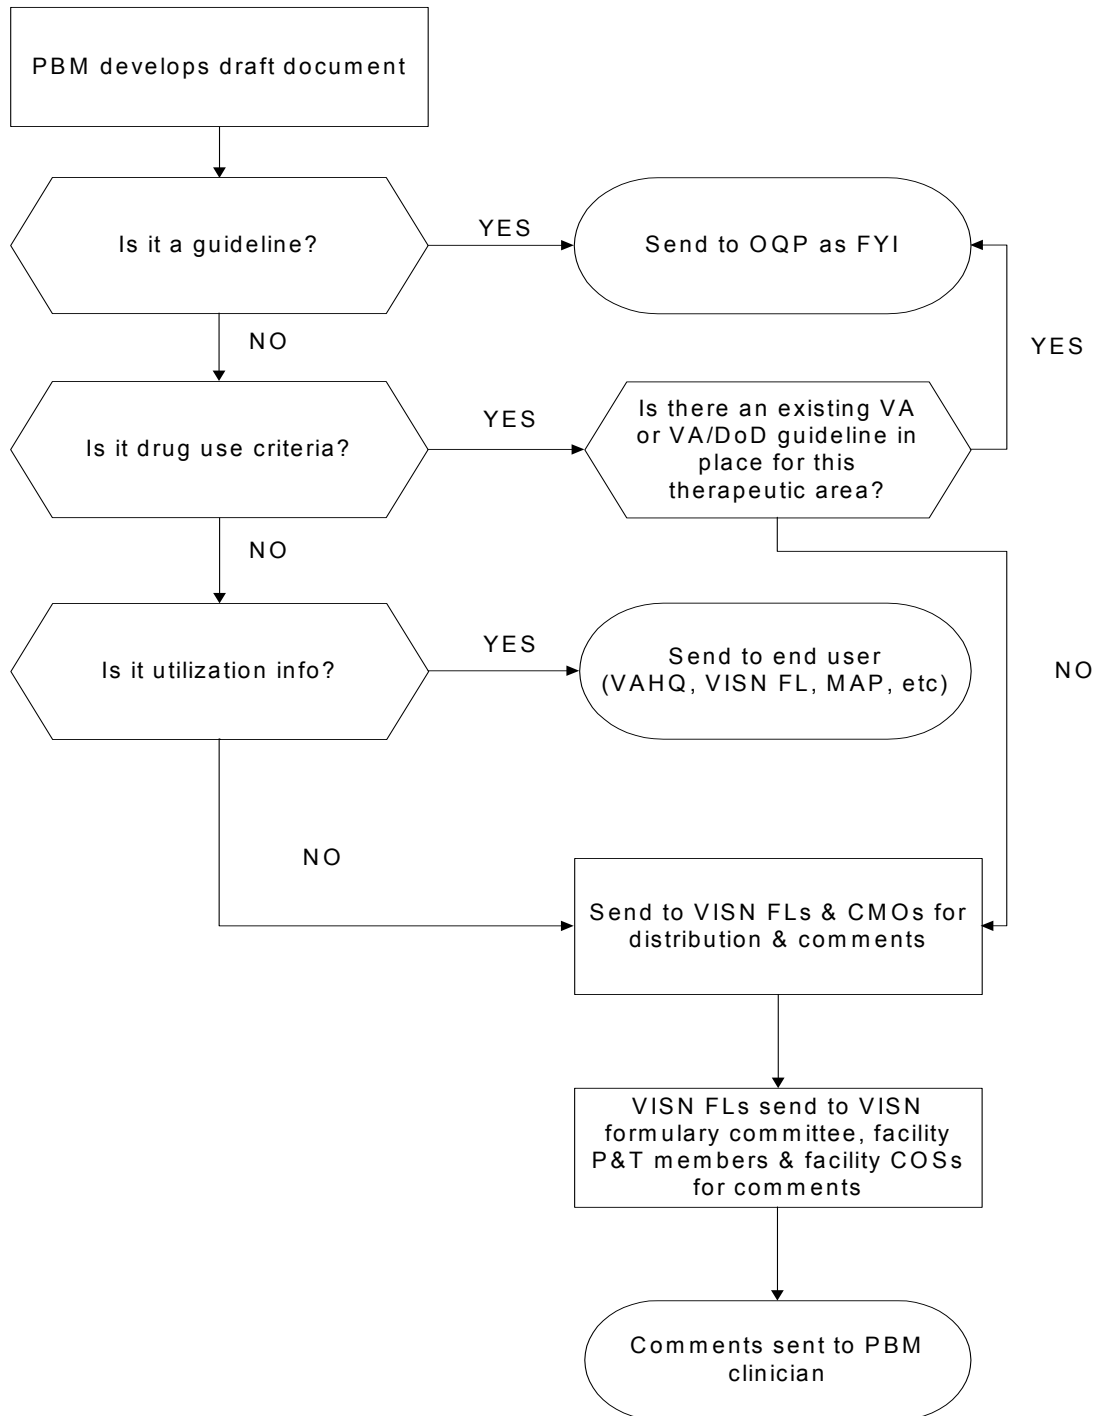 PBM develops draft document
Is it a guideline?
YES
Send to OQP as FYI
NO
YES
Is it drug use criteria?
YES
Is there an existing VA
or VA/DoD guideline in
place for this
therapeutic area?
NO
Is it utilization info?
YES
Send to end user
(VAHQ, VISN FL, MAP, etc)
NO
NO
Send to VISN FLs & CMOs for
distribution & comments
VISN FLs send to VISN
formulary committee, facility
P&T members & facility COSs
for comments
Comments sent to PBM
clinician